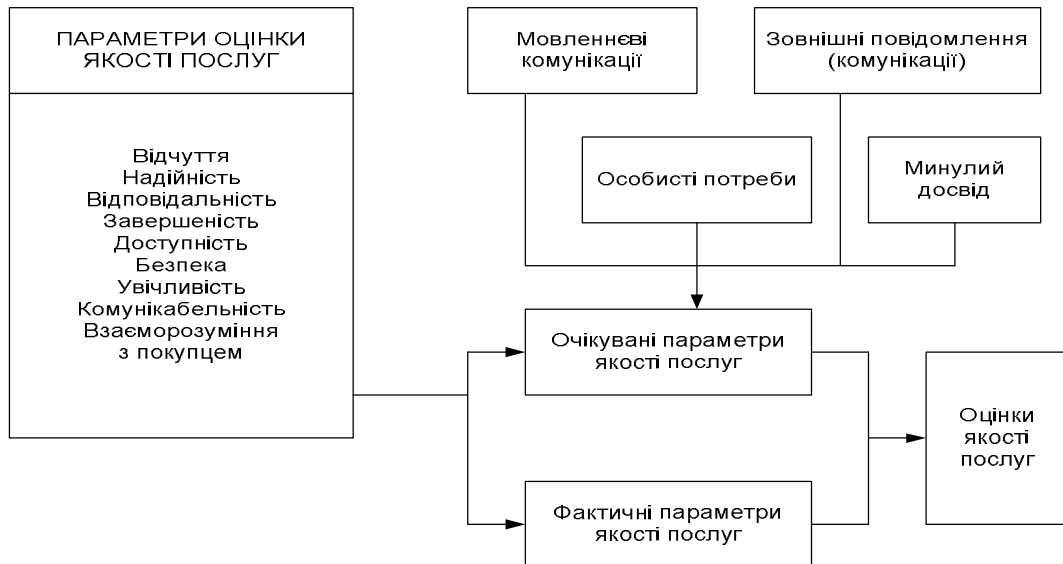 ПАРАМЕТРИ ОЦІНКИ
ЯКОСТІ ПОСЛУГ
Відчуття
Надійність
Відповідальність
Завершеність
Доступність
Безпека
Увічливість
Комунікабельність
Взаєморозуміння
з покупцем
Мовленнєві
комунікації
Зовнішні повідомлення
(комунікації)
Особисті потреби
Минулий
досвід
Очікувані параметри
якості послуг
Фактичні параметри
якості послуг
Оцінки
якості
послуг